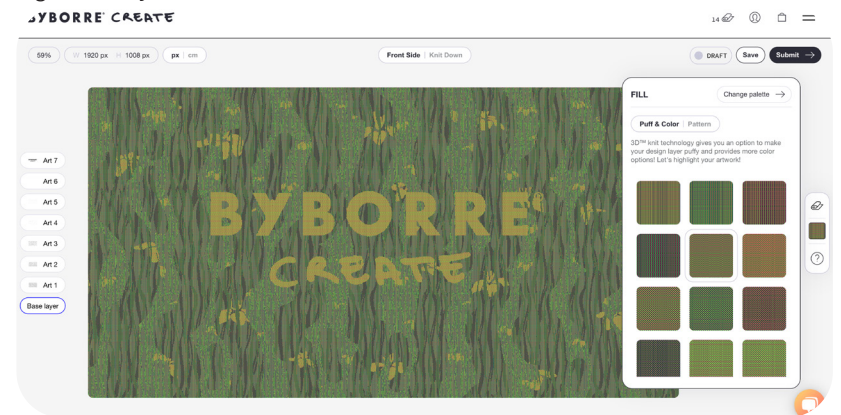 BYBORRE® CREATE
14
59% W 1920 px H 1008 px px | cm
Front Side | Knit Down
DRAFT Save Submit →
FILL
Change palette →
Puff & Color | Pattern
3D™ knit technology gives you an option to make
your design layer puffy and provides more color
options! Let's highlight your artwork!
Art 7
Art 6
Art 5
Art 4
Art 3
Art 2
Art 1
Base layer
BYBORRE
CREATE
?